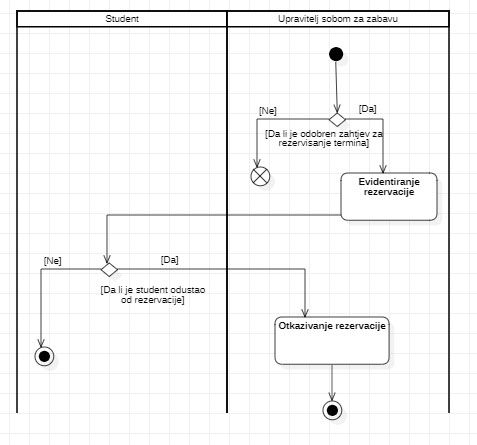 Student
Upravitelj sobom za zabavu
[Ne]
[Da]
[Da li je odobren zahtjev za
rezervisanje termina]
Evidentiranje
rezervacije
[Ne]
[Da]
[Da li je student odustao
od rezervacije]
Otkazivanje rezervacije